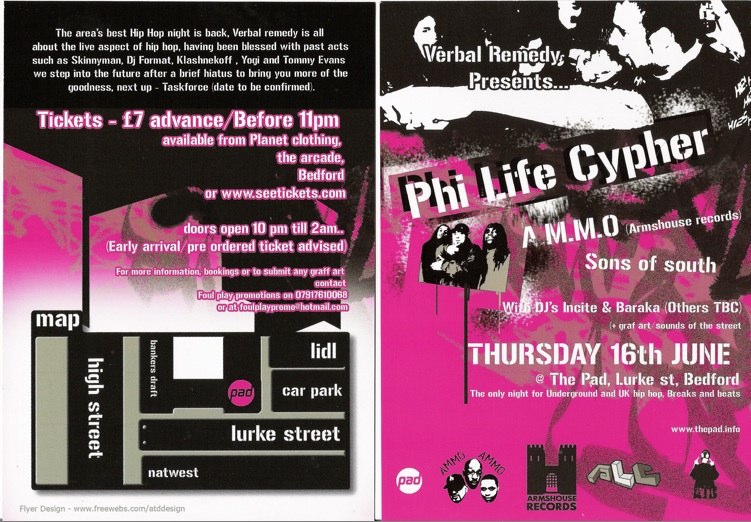 The area's best Hip Hop night is back, Verbal remedy is all
about the live aspect of hip hop, having been blessed with past acts
such as Skinnyman, Dj Format, Klashnekoff , Yogi and Tommy Evans
we step into the future after a brief hiatus to bring you more of the
goodness, next up - Taskforce (date to be confirmed).
Tickets - £7 advance/Before 11pm
available from Planet clothing,
the arcade,
Bedford
or www.seetickets.com
doors open 10 pm till 2am..
(Early arrival/pre ordered ticket advised)
For more information, bookings or to submit any graff art
contact
Foul play promotions on 07917610068
or at foulplayprome@hotmail.com
map
high street
bankers draft
pad
lidl
car park
lurke street
natwest
Flyer Design - www.freewebs.com/atddesign
Verbal Remedy,
Presents...
Phi Life Cypher
A M.M.O (Armshouse records)
Sons of south
With DJ's Incite & Baraka (Others TBC)
(+ graf art/sounds of the street
THURSDAY 16th JUNE
@ The Pad, Lurke st, Bedford
The only night for Underground and UK hip hop, Breaks and beats
www.thepad.info
pad
AMMO AMMO
ARMSHOUSE
RECORDS